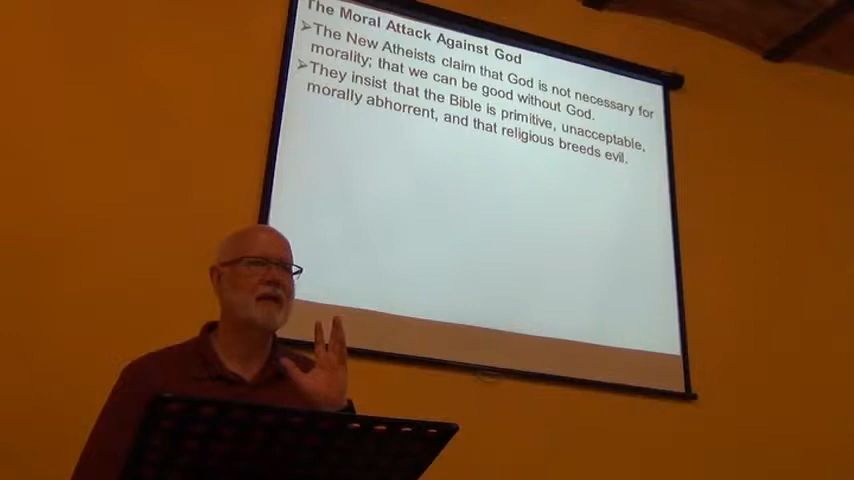 The Moral Attack Against God
➢The New Atheists claim that God is not necessary for
morality; that we can be good without God.
➢They insist that the Bible is primitive, unacceptable,
morally abhorrent, and that religious breeds evil.